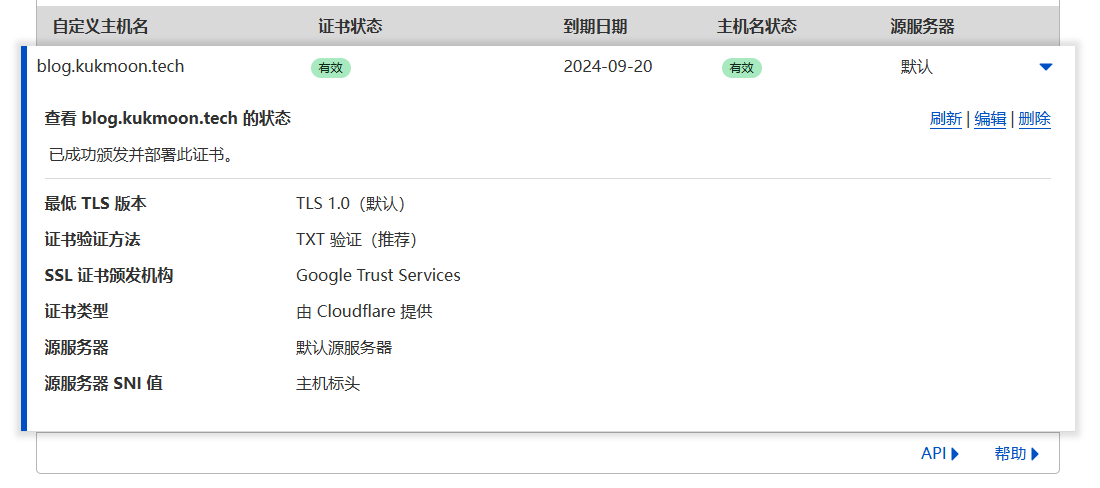 自定义主机名 证书状态 到期日期 主机名状态 源服务器
blog.kukmoon.tech 有效 2024-09-20 有效 默认
查看 blog.kukmoon.tech 的状态 刷新 | 编辑 | 删除
已成功颁发并部署此证书。
最低 TLS 版本 TLS 1.0（默认）
证书验证方法 TXT 验证（推荐）
SSL 证书颁发机构 Google Trust Services
证书类型 由 Cloudflare 提供
源服务器 默认源服务器
源服务器 SNI 值 主机标头
API 帮助